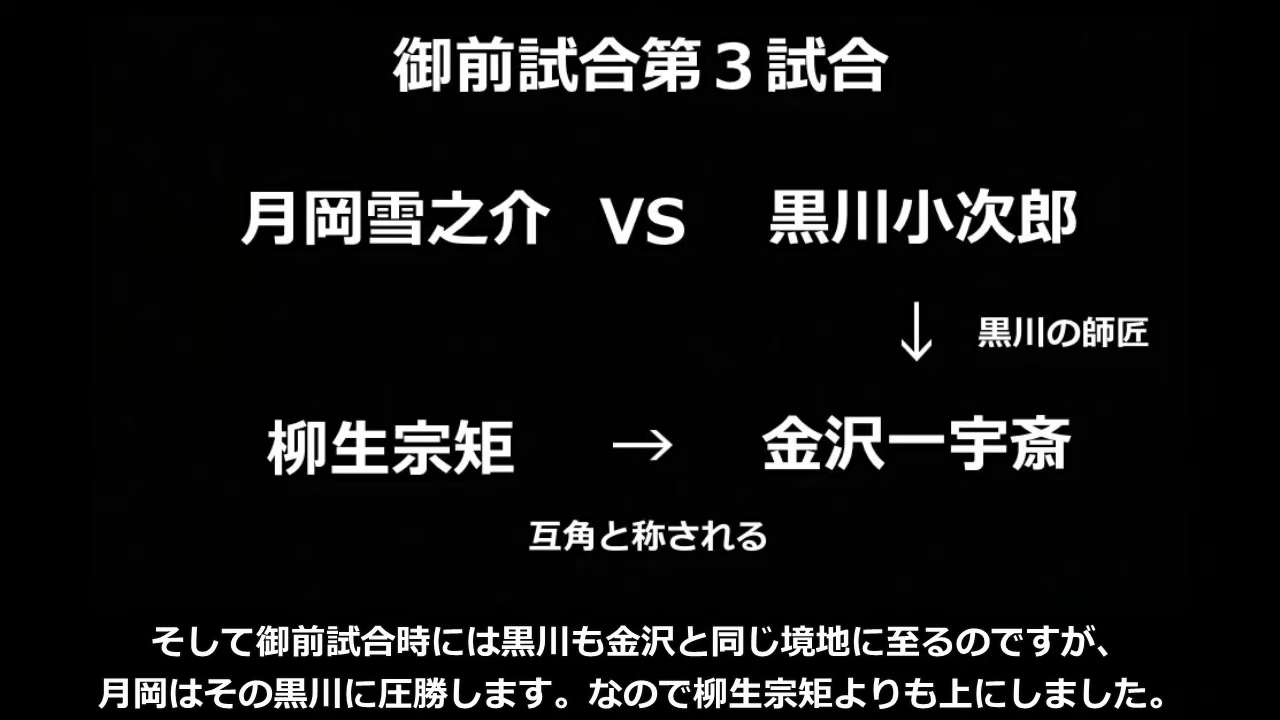 御前試合第３試合
月岡雪之介 VS 黒川小次郎
↓ 黒川の師匠
柳生宗矩 → 金沢一宇斎
互角と称される
そして御前試合時には黒川も金沢と同じ境地に至るのですが、
月岡はその黒川に圧勝します。なので柳生宗矩よりも上にしました。